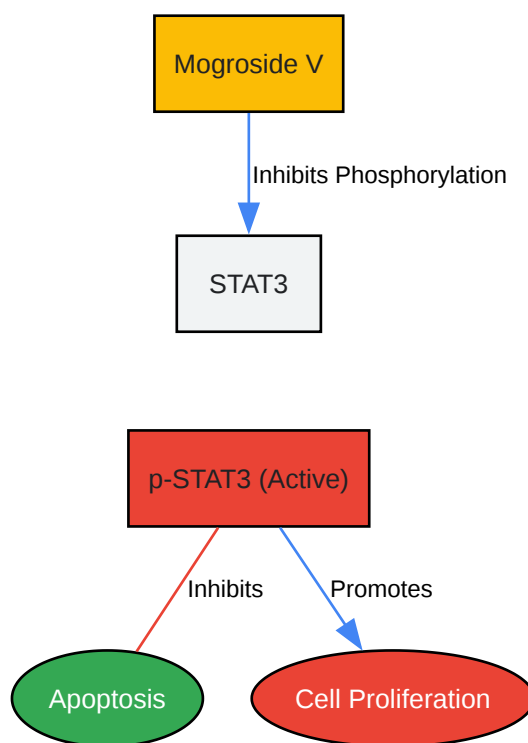 Mogroside V
Inhibits Phosphorylation
STAT3
p-STAT3 (Active)
Inhibits
Promotes
Apoptosis
Cell Proliferation